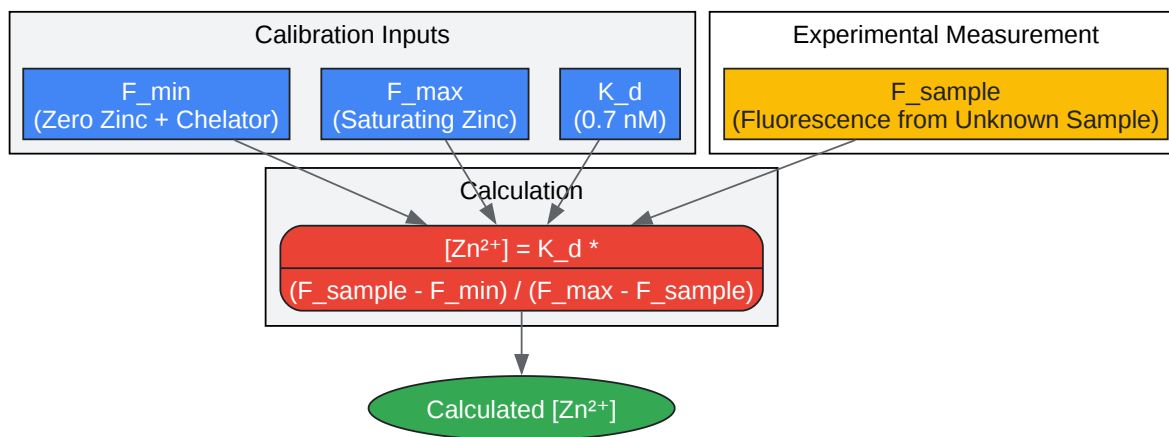 Calibration Inputs
Experimental Measurement
F_min
(Zero Zinc + Chelator)
F_max
(Saturating Zinc)
K_d
(0.7 nM)
F_sample
(Fluorescence from Unknown Sample)
Calculation
[Zn²⁺] = K_d *
(F_sample - F_min) / (F_max - F_sample)
Calculated [Zn²⁺]